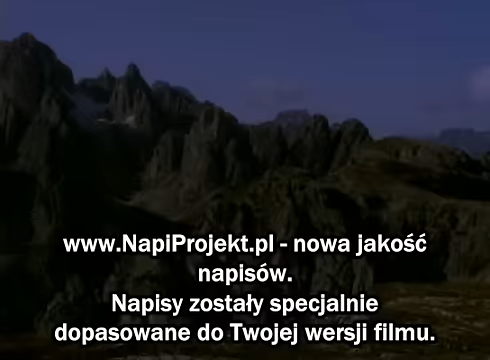 www.NapiProjekt.pl - nowa jakość
napisów.
Napisy zostały specjalnie
dopasowane do Twojej wersji filmu.